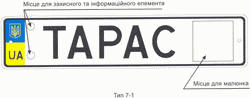 Місце для захисного та інформаційного елемента
UA
ТАРАС
Місце для малюнка
Тип 7-1